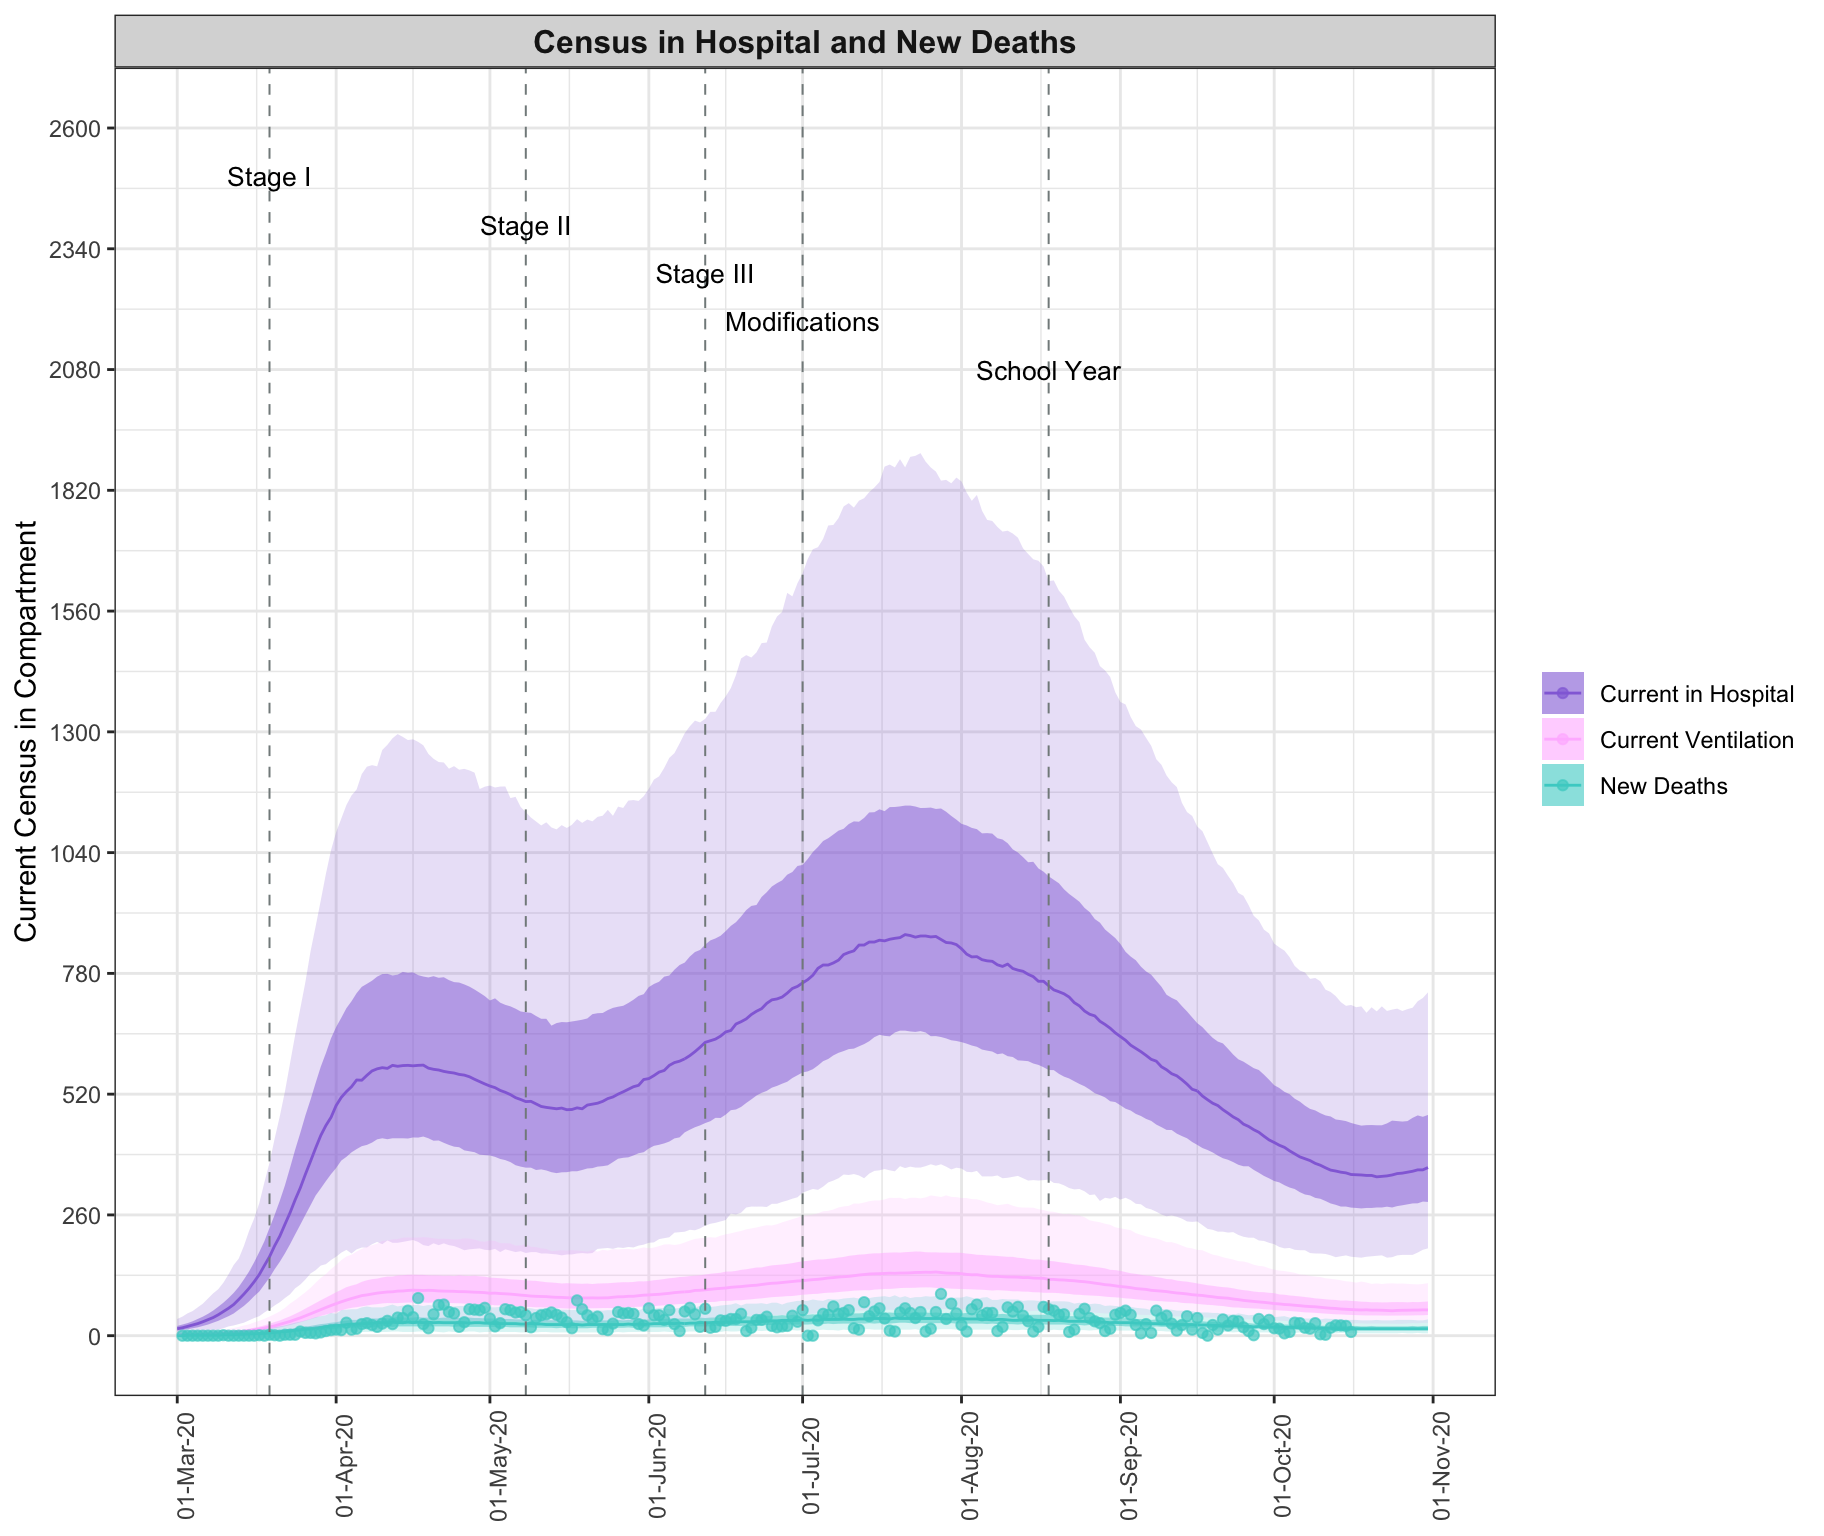 Census in Hospital and New Deaths
2600
2340
2080
1820
1560
1300
1040
780
520
260
0
Current Census in Compartment
Stage I
Stage II
Stage III
Modifications
School Year
01-Mar-20
01-Apr-20
01-May-20
01-Jun-20
01-Jul-20
01-Aug-20
01-Sep-20
01-Oct-20
01-Nov-20
Current in Hospital
Current Ventilation
New Deaths